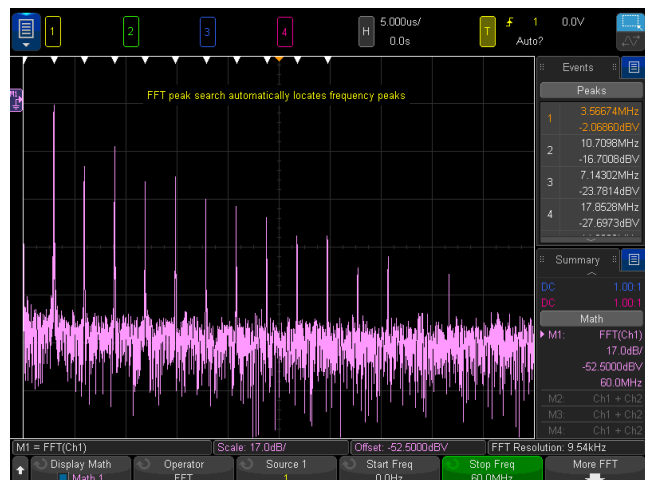 1 2 3 4 H 5.000us/ 0.0s T 1 0.0V Auto?
FFT peak search automatically locates frequency peaks
M1
Events
Peaks
1 3.56674MHz
-2.06860dBV
2 10.7098MHz
-16.7008dBV
3 7.14302MHz
-23.7814dBV
4 17.8528MHz
-27.6973dBV
Summary
DC 1.00:1
DC 1.00:1
Math
M1: FFT(Ch1)
17.0dB/
-52.5000dBV
60.0MHz
M2: Ch1 + Ch2
M3: Ch1 + Ch2
M4: Ch1 + Ch2
M1 = FFT(Ch1) Scale: 17.0dB/ Offset: -52.5000dBV FFT Resolution: 9.54kHz
Display Math Operator Source 1 Start Freq Stop Freq More FFT
Math 1 FFT 1 0.0Hz 60.0MHz